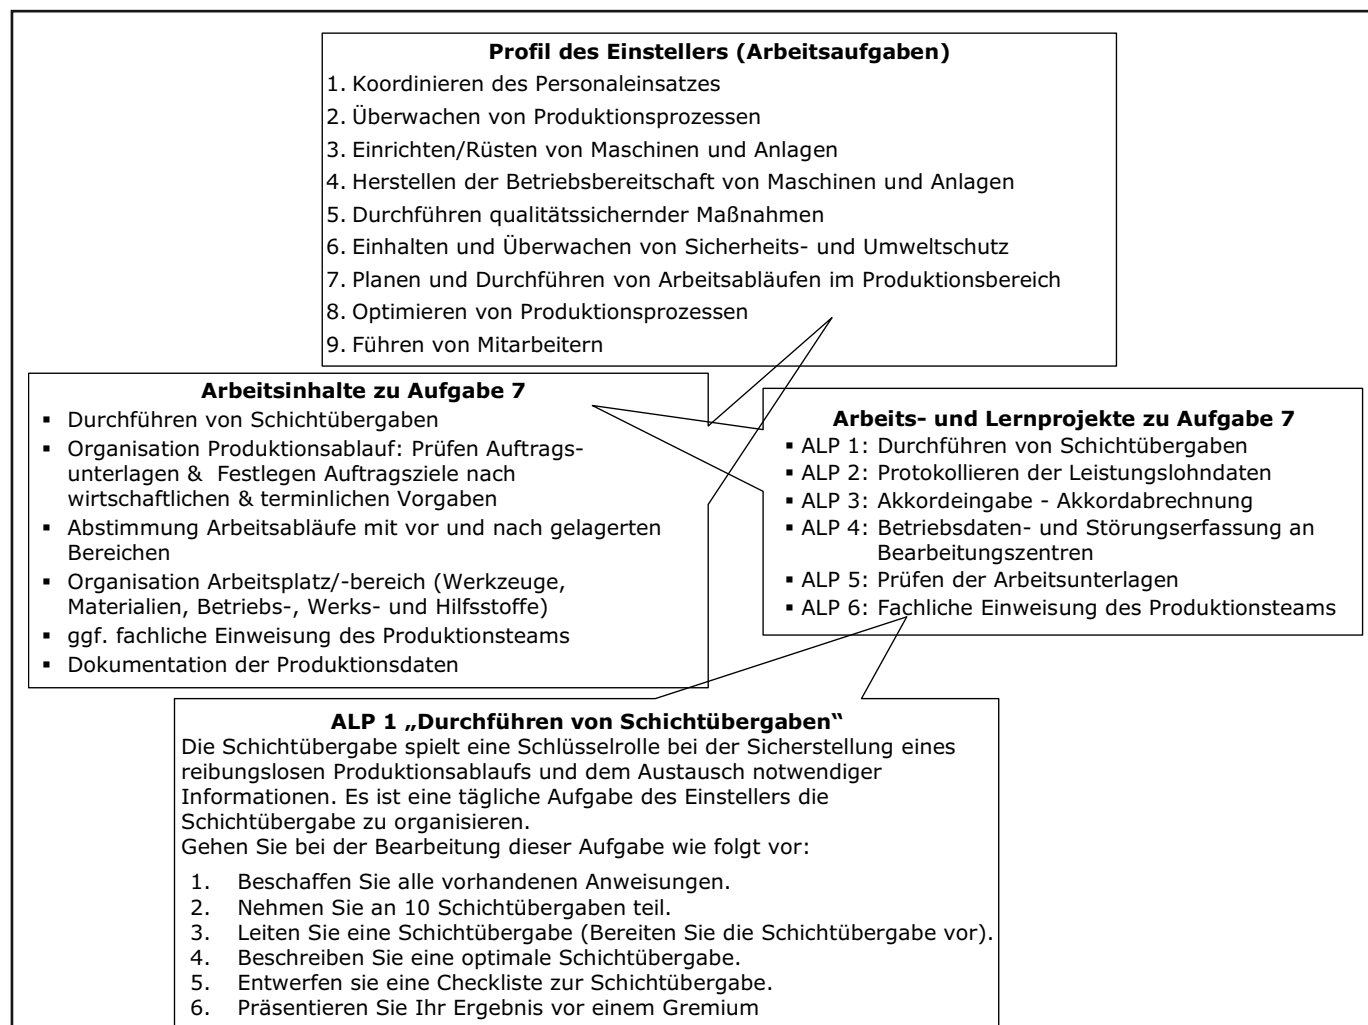 Profil des Einstellers (Arbeitsaufgaben)
1. Koordinieren des Personaleinsatzes
2. Überwachen von Produktionsprozessen
3. Einrichten/Rüsten von Maschinen und Anlagen
4. Herstellen der Betriebsbereitschaft von Maschinen und Anlagen
5. Durchführen qualitätssichernder Maßnahmen
6. Einhalten und Überwachen von Sicherheits- und Umweltschutz
7. Planen und Durchführen von Arbeitsabläufen im Produktionsbereich
8. Optimieren von Produktionsprozessen
9. Führen von Mitarbeitern
Arbeitsinhalte zu Aufgabe 7
▪ Durchführen von Schichtübergaben
▪ Organisation Produktionsablauf: Prüfen Auftrags-
unterlagen & Festlegen Auftragsziele nach
wirtschaftlichen & terminlichen Vorgaben
▪ Abstimmung Arbeitsabläufe mit vor und nach gelagerten
Bereichen
▪ Organisation Arbeitsplatz/-bereich (Werkzeuge,
Materialien, Betriebs-, Werks- und Hilfsstoffe)
▪ ggf. fachliche Einweisung des Produktionsteams
▪ Dokumentation der Produktionsdaten
Arbeits- und Lernprojekte zu Aufgabe 7
▪ ALP 1: Durchführen von Schichtübergaben
▪ ALP 2: Protokollieren der Leistungslohndaten
▪ ALP 3: Akkordeingabe - Akkordabrechnung
▪ ALP 4: Betriebsdaten- und Störungserfassung an
Bearbeitungszentren
▪ ALP 5: Prüfen der Arbeitsunterlagen
▪ ALP 6: Fachliche Einweisung des Produktionsteams
ALP 1 „Durchführen von Schichtübergaben“
Die Schichtübergabe spielt eine Schlüsselrolle bei der Sicherstellung eines
reibungslosen Produktionsablaufs und dem Austausch notwendiger
Informationen. Es ist eine tägliche Aufgabe des Einstellers die
Schichtübergabe zu organisieren.
Gehen Sie bei der Bearbeitung dieser Aufgabe wie folgt vor:
1. Beschaffen Sie alle vorhandenen Anweisungen.
2. Nehmen Sie an 10 Schichtübergaben teil.
3. Leiten Sie eine Schichtübergabe (Bereiten Sie die Schichtübergabe vor).
4. Beschreiben Sie eine optimale Schichtübergabe.
5. Entwerfen sie eine Checkliste zur Schichtübergabe.
6. Präsentieren Sie Ihr Ergebnis vor einem Gremium